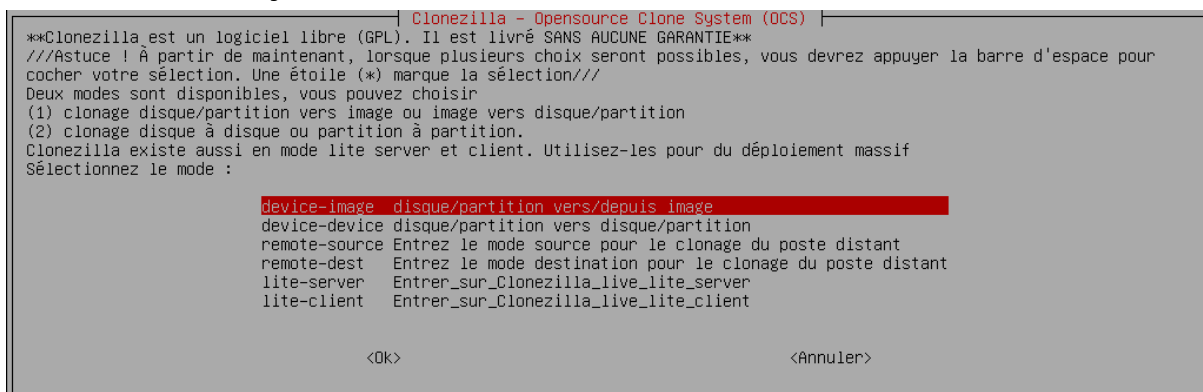 Clonezilla - Opensource Clone System (OCS)
**Clonezilla est un logiciel libre (GPL). Il est livré SANS AUCUNE GARANTIE**
///Astuce ! À partir de maintenant, lorsque plusieurs choix seront possibles, vous devrez appuyer la barre d'espace pour
cocher votre sélection. Une étoile (*) marque la sélection///
Deux modes sont disponibles, vous pouvez choisir
(1) clonage disque/partition vers image ou image vers disque/partition
(2) clonage disque à disque ou partition à partition.
Clonezilla existe aussi en mode lite server et client. Utilisez-les pour du déploiement massif
Sélectionnez le mode :
device-image disque/partition vers/depuis image
device-device disque/partition vers disque/partition
remote-source Entrez le mode source pour le clonage du poste distant
remote-dest Entrez le mode destination pour le clonage du poste distant
lite-server Entrer_sur_Clonezilla_live_lite_server
lite-client Entrer_sur_Clonezilla_live_lite_client
<Ok> <Annuler>